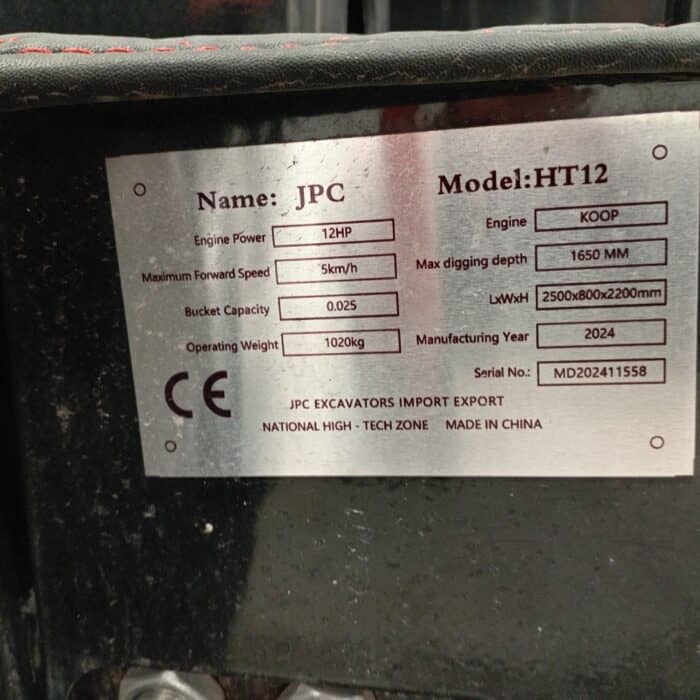 Name: JPC Model:HT12
Engine Power 12HP Engine KOOP
Maximum Forward Speed 5km/h Max digging depth 1650 MM
Bucket Capacity 0.025 LxWxH 2500x800x2200mm
Operating Weight 1020kg Manufacturing Year 2024
Serial No.: MD202411558
CE
JPC EXCAVATORS IMPORT EXPORT
NATIONAL HIGH - TECH ZONE MADE IN CHINA